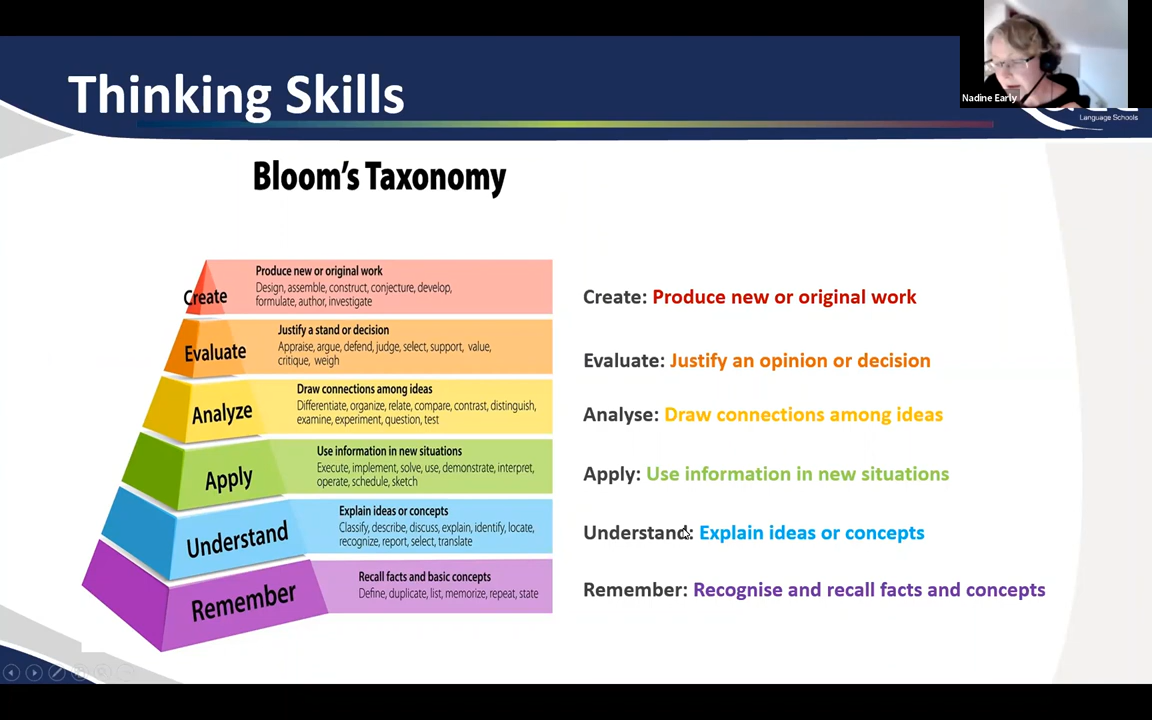 Thinking Skills
Nadine Early
Language Schools
Bloom's Taxonomy
Create
Produce new or original work
Design, assemble, construct, conjecture, develop,
formulate, author, investigate
Evaluate
Justify a stand or decision
Appraise, argue, defend, judge, select, support, value,
critique, weigh
Analyze
Draw connections among ideas
Differentiate, organize, relate, compare, contrast, distinguish,
examine, experiment, question, test
Apply
Use information in new situations
Execute, implement, solve, use, demonstrate, interpret,
operate, schedule, sketch
Understand
Explain ideas or concepts
Classify, describe, discuss, explain, identify, locate,
recognize, report, select, translate
Remember
Recall facts and basic concepts
Define, duplicate, list, memorize, repeat, state
Create: Produce new or original work
Evaluate: Justify an opinion or decision
Analyse: Draw connections among ideas
Apply: Use information in new situations
Understand: Explain ideas or concepts
Remember: Recognise and recall facts and concepts